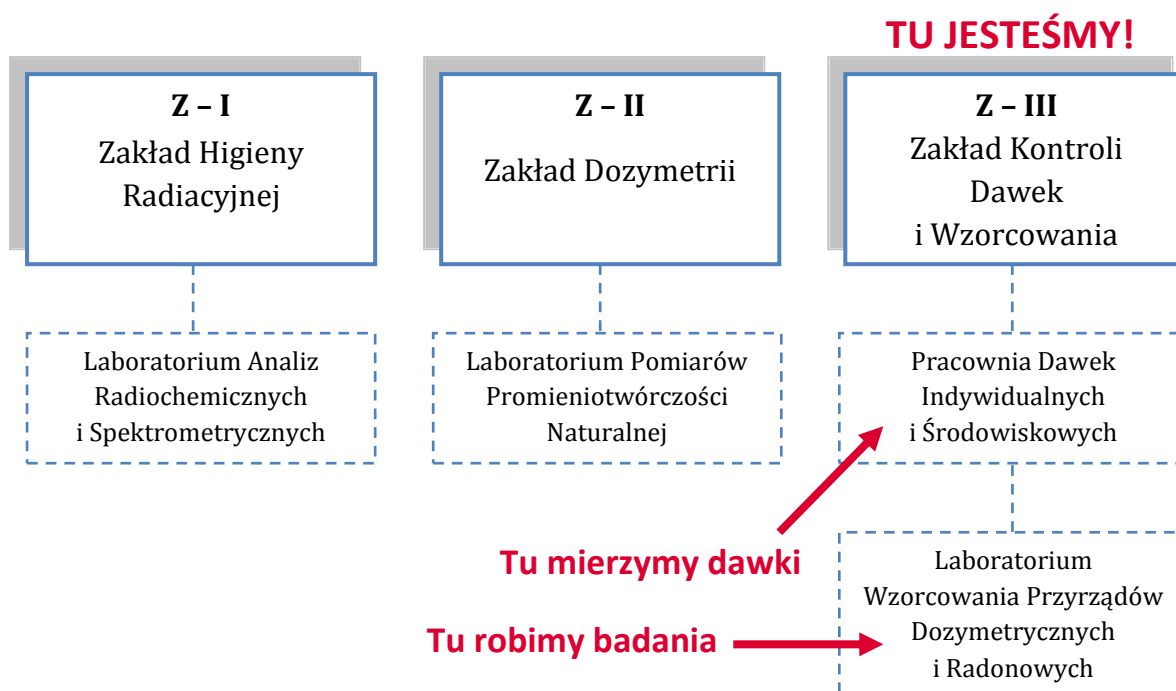 TU JESTEŚMY!
Z – I
Zakład Higieny
Radiacyjnej
Z – II
Zakład Dozymetrii
Z – III
Zakład Kontroli
Dawek
i Wzorcowania
Laboratorium Analiz
Radiochemicznych
i Spektrometrycznych
Laboratorium Pomiarów
Promieniotwórczości
Naturalnej
Pracownia Dawek
Indywidualnych
i Środowiskowych
Tu mierzymy dawki
Laboratorium
Wzorcowania Przyrządów
Dozymetrycznych
i Radonowych
Tu robimy badania